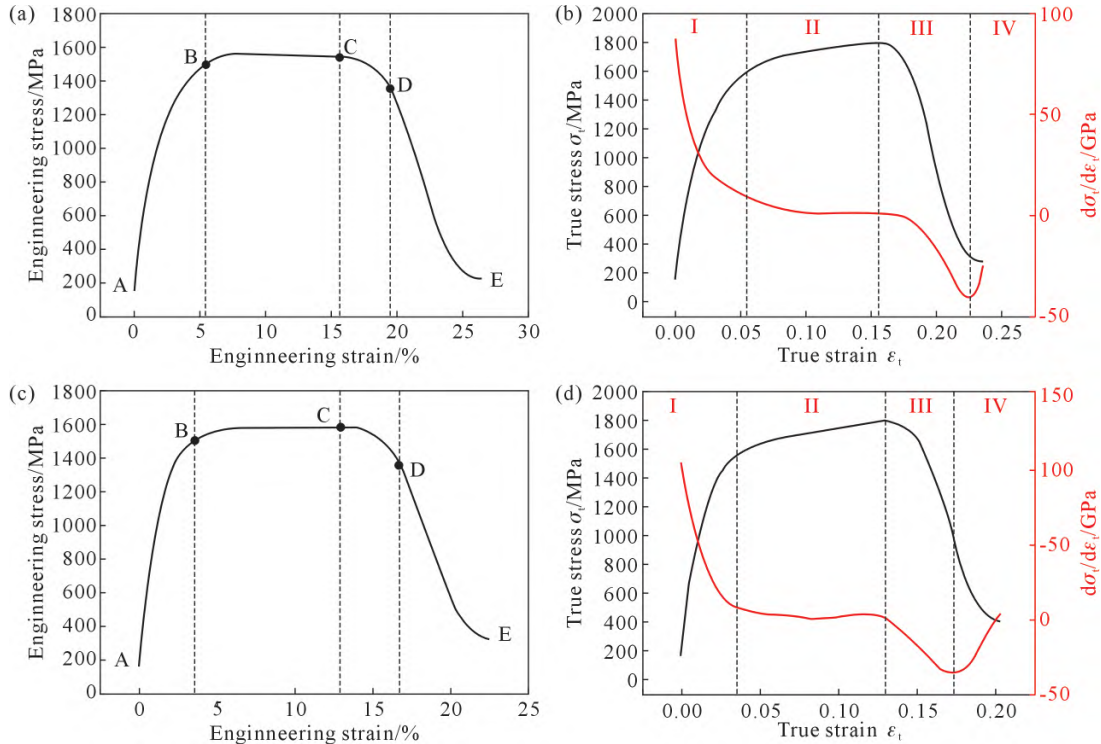 (a)
1800
1600
1400
1200
1000
800
600
400
200
0
Engineering stress/MPa
A
B
C
D
E
0 5 10 15 20 25 30
Enginneering strain/%
(b)
2000
1800
1600
1400
1200
1000
800
600
400
200
0
True stress σt/MPa
I II III IV
100
50
0
-50
dσt/dεt/GPa
0.00 0.05 0.10 0.15 0.20 0.25
True strain εt
(c)
1800
1600
1400
1200
1000
800
600
400
200
0
Engineering stress/MPa
A
B
C
D
E
0 5 10 15 20 25
Enginneering strain/%
(d)
2000
1800
1600
1400
1200
1000
800
600
400
200
0
True stress σt/MPa
I II III IV
150
100
-50
0
-50
dσt/dεt/GPa
0.00 0.05 0.10 0.15 0.20
True strain εt